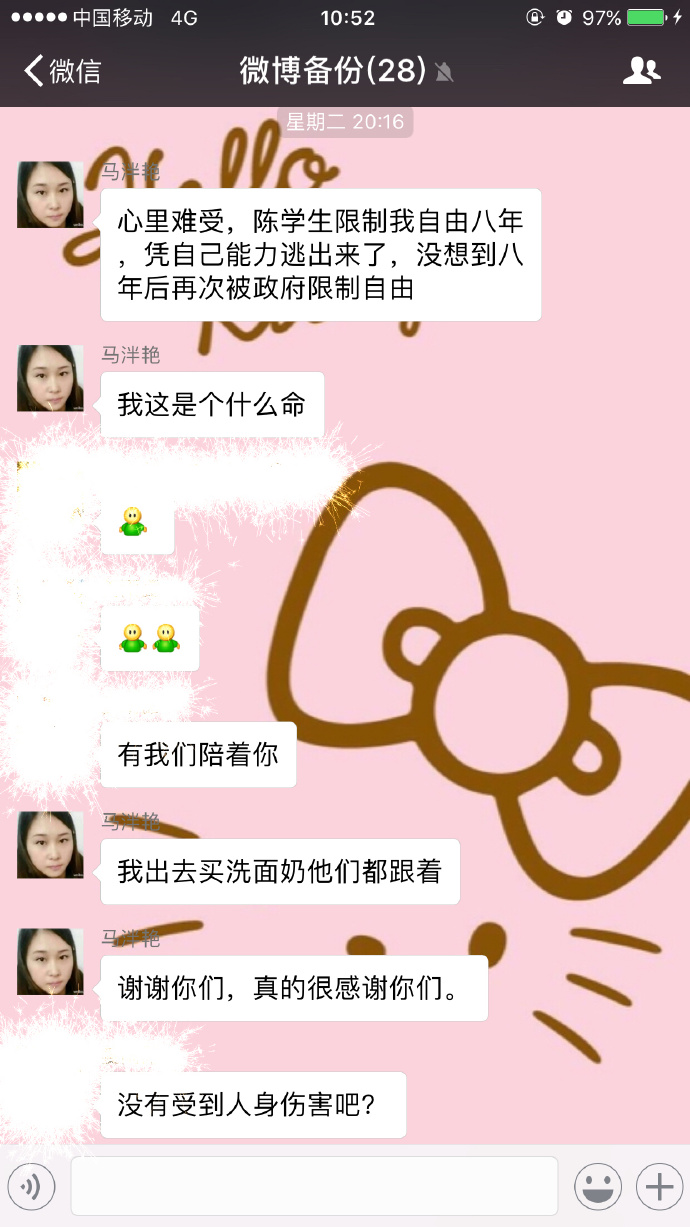 中国移动 4G 10:52 97%
微信 微博备份(28)
星期二 20:16
Hello
马泮艳
心里难受，陈学生限制我自由八年
，凭自己能力逃出来了，没想到八
年后再次被政府限制自由
马泮艳
我这是个什么命
有我们陪着你
马泮艳
我出去买洗面奶他们都跟着
马泮艳
谢谢你们，真的很感谢你们。
没有受到人身伤害吧？